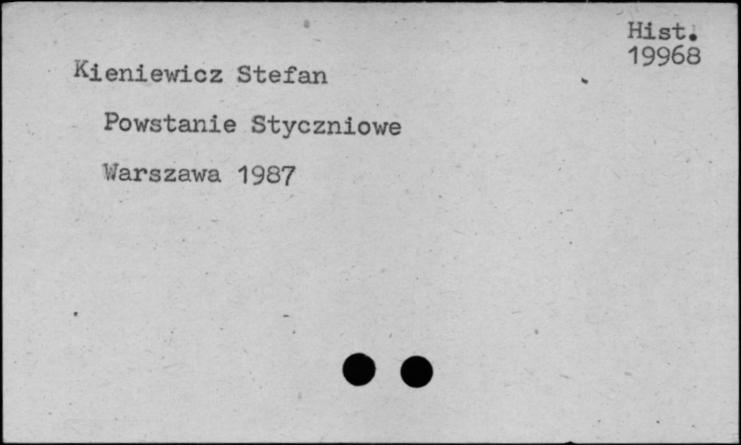 Hist.
19968
Kieniewicz Stefan
Powstanie Styczniowe
Warszawa 1987